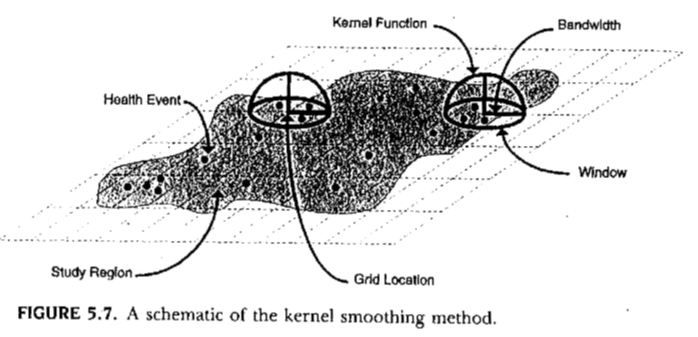 Kernel Function
Bandwidth
Health Event
Window
Study Region
Grid Location
FIGURE 5.7. A schematic of the kernel smoothing method.